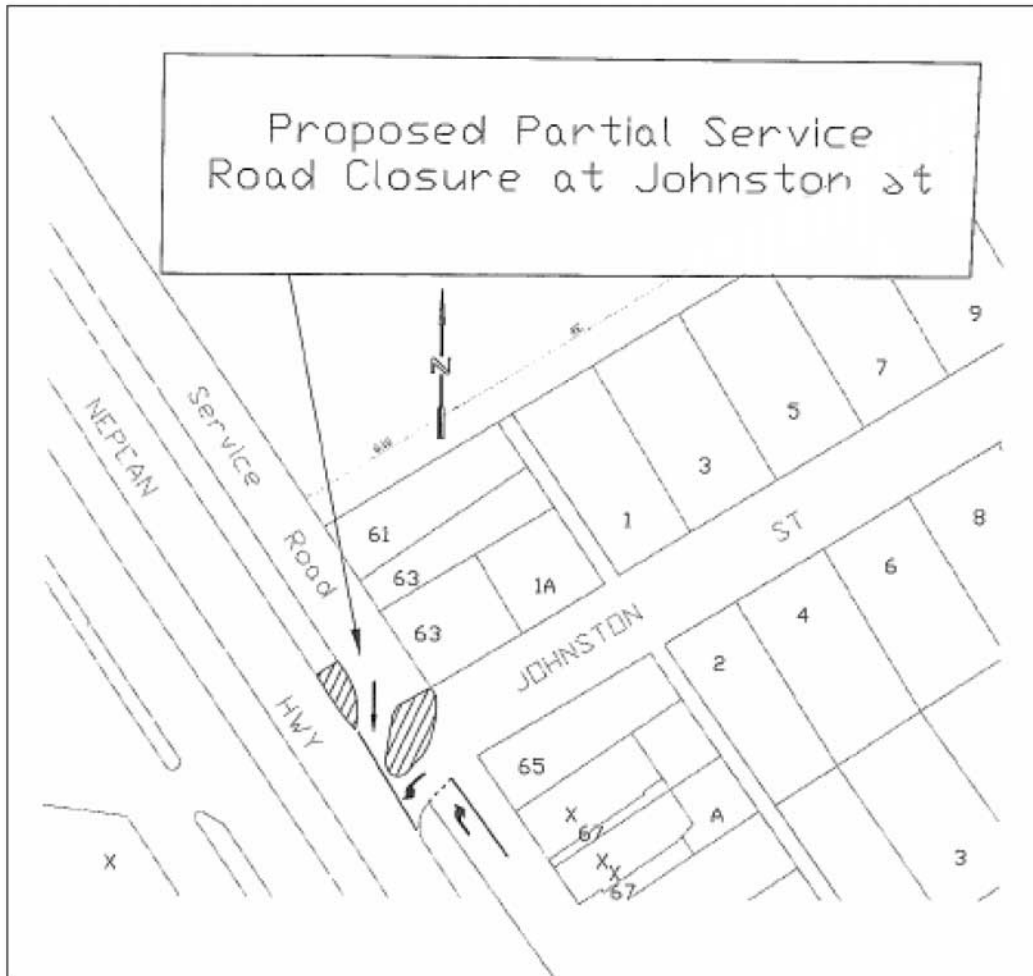 Proposed Partial Service
Road Closure at Johnston St
N
9
7
5
3
1
Service
Road
NEPEAN
HWY
61
63
1A
63
JOHNSTON
ST
8
6
4
2
65
X
67
A
X
X
67
3
X